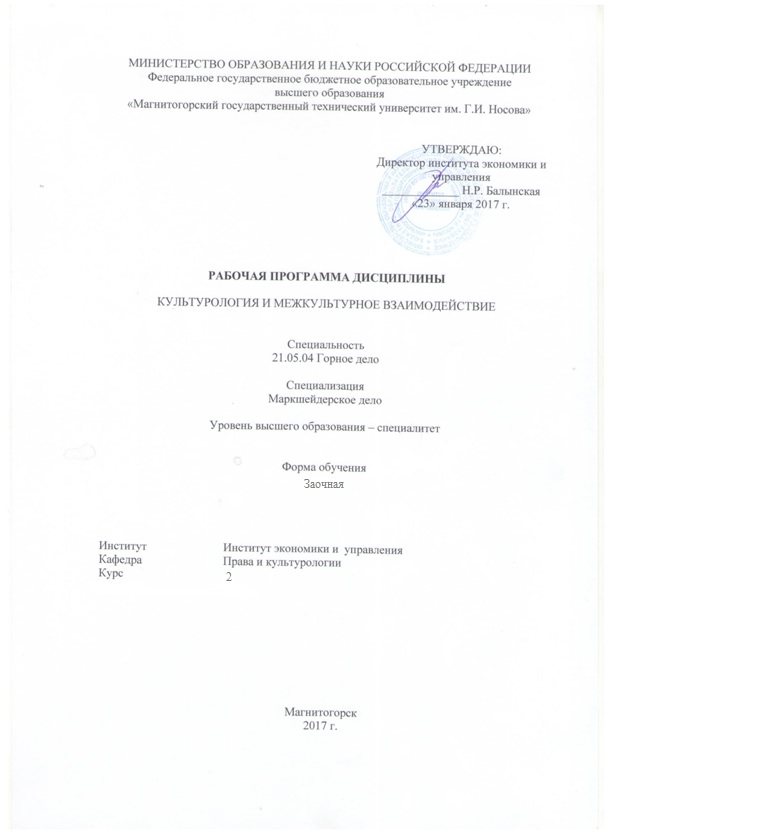 МИНИСТЕРСТВО ОБРАЗОВАНИЯ И НАУКИ РОССИЙСКОЙ ФЕДЕРАЦИИ
Федеральное государственное бюджетное образовательное учреждение
высшего образования
«Магнитогорский государственный технический университет им. Г.И. Носова»
УТВЕРЖДАЮ:
Директор института экономики и
управления
Н.Р. Балынская
«23» января 2017 г.
РАБОЧАЯ ПРОГРАММА ДИСЦИПЛИНЫ
КУЛЬТУРОЛОГИЯ И МЕЖКУЛЬТУРНОЕ ВЗАИМОДЕЙСТВИЕ
Специальность
21.05.04 Горное дело
Специализация
Маркшейдерское дело
Уровень высшего образования – специалитет
Форма обучения
Заочная
Институт Институт экономики и управления
Кафедра Права и культурологии
Курс 2
Магнитогорск
2017 г.